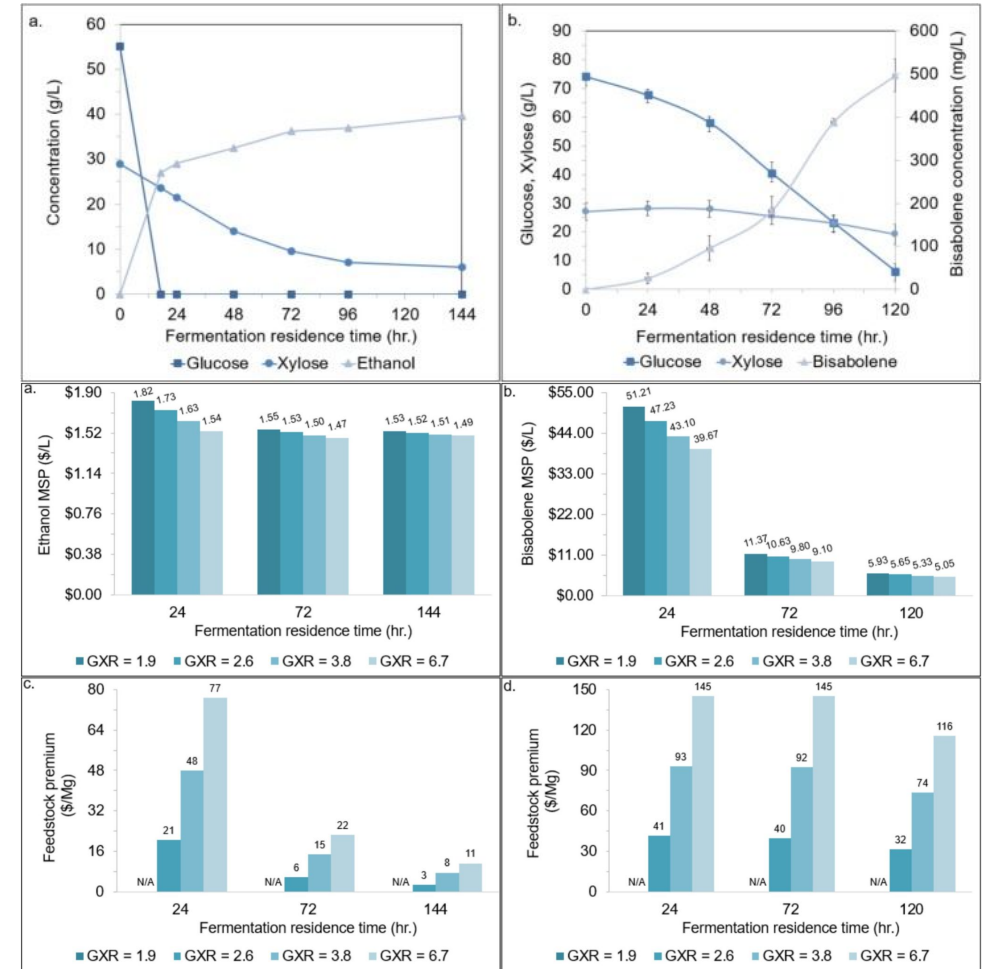 a.
60
50
40
30
20
10
0
Concentration (g/L)
0 24 48 72 96 120 144
Fermentation residence time (hr.)
Glucose Xylose Ethanol
b.
90
80
70
60
50
40
30
20
10
0
Glucose, Xylose (g/L)
600
500
400
300
200
100
0
Bisabolene concentration (mg/L)
0 24 48 72 96 120
Fermentation residence time (hr.)
Glucose Xylose Bisabolene
a.
$1.90
$1.52
$1.14
$0.76
$0.38
$0.00
Ethanol MSP ($/L)
1.82 1.73 1.63 1.54
1.55 1.53 1.50 1.47
1.53 1.52 1.51 1.49
24 72 144
Fermentation residence time (hr.)
GXR = 1.9 GXR = 2.6 GXR = 3.8 GXR = 6.7
b.
$55.00
$44.00
$33.00
$22.00
$11.00
$0.00
Bisabolene MSP ($/L)
51.21 47.23 43.10 39.67
11.37 10.63 9.80 9.10
5.93 5.65 5.33 5.05
24 72 120
Fermentation residence time (hr.)
GXR = 1.9 GXR = 2.6 GXR = 3.8 GXR = 6.7
c.
80
64
48
32
16
0
Feedstock premium
($/Mg)
N/A 21 48 77
N/A 6 15 22
N/A 3 8 11
24 72 144
Fermentation residence time (hr.)
GXR = 1.9 GXR = 2.6 GXR = 3.8 GXR = 6.7
d.
150
120
90
60
30
0
Feedstock premium
($/Mg)
N/A 41 93 145
N/A 40 92 145
N/A 32 74 116
24 72 120
Fermentation residence time (hr.)
GXR = 1.9 GXR = 2.6 GXR = 3.8 GXR = 6.7